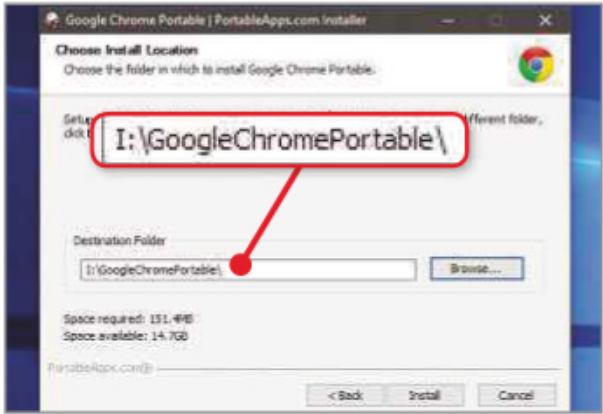 Google Chrome Portable | PortableApps.com Installer
Choose Install Location
Choose the folder in which to install Google Chrome Portable.
Setup different folder,
click
I:\GoogleChromePortable\
Destination Folder
I:\GoogleChromePortable\
Browse...
Space required: 151.4MB
Space available: 14.7GB
PortableApps.com®
< Back Install Cancel